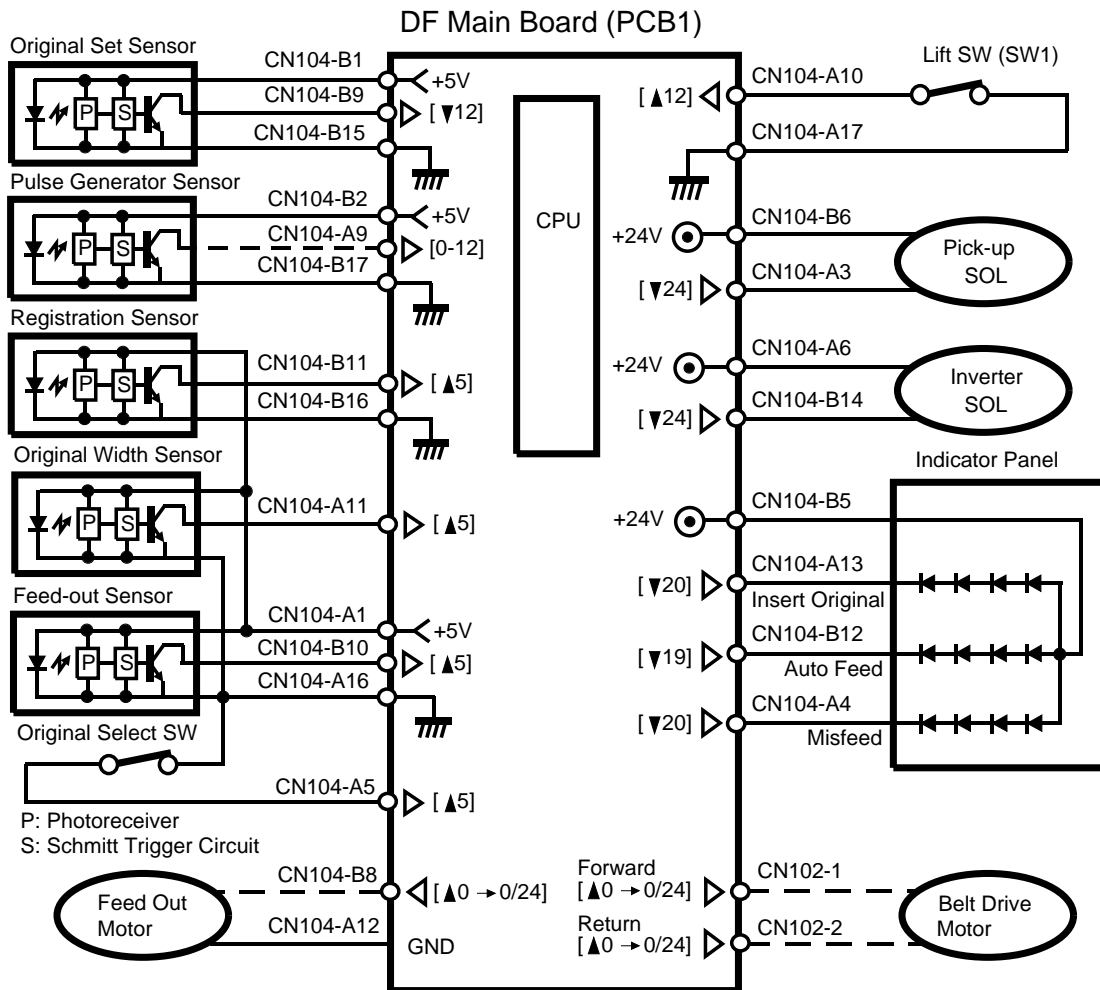 DF Main Board (PCB1)
Original Set Sensor
CN104-B1
+5V
CN104-B9
[▼12]
CN104-B15
P
S
Pulse Generator Sensor
CN104-B2
+5V
CN104-A9
[0-12]
CN104-B17
P
S
Registration Sensor
CN104-B11
[▲5]
CN104-B16
P
S
Original Width Sensor
CN104-A11
[▲5]
P
S
Feed-out Sensor
CN104-A1
+5V
CN104-B10
[▲5]
CN104-A16
P
S
Original Select SW
CN104-A5
[▲5]
P: Photoreceiver
S: Schmitt Trigger Circuit
CN104-B8
[▲0 → 0/24]
Feed Out
Motor
CN104-A12
GND
CPU
Lift SW (SW1)
CN104-A10
[▲12]
CN104-A17
CN104-B6
+24V
Pick-up
SOL
CN104-A3
[▼24]
CN104-A6
+24V
Inverter
SOL
CN104-B14
[▼24]
Indicator Panel
CN104-B5
+24V
CN104-A13
[▼20]
Insert Original
CN104-B12
[▼19]
Auto Feed
CN104-A4
[▼20]
Misfeed
Forward
[▲0 → 0/24]
CN102-1
Return
[▲0 → 0/24]
CN102-2
Belt Drive
Motor